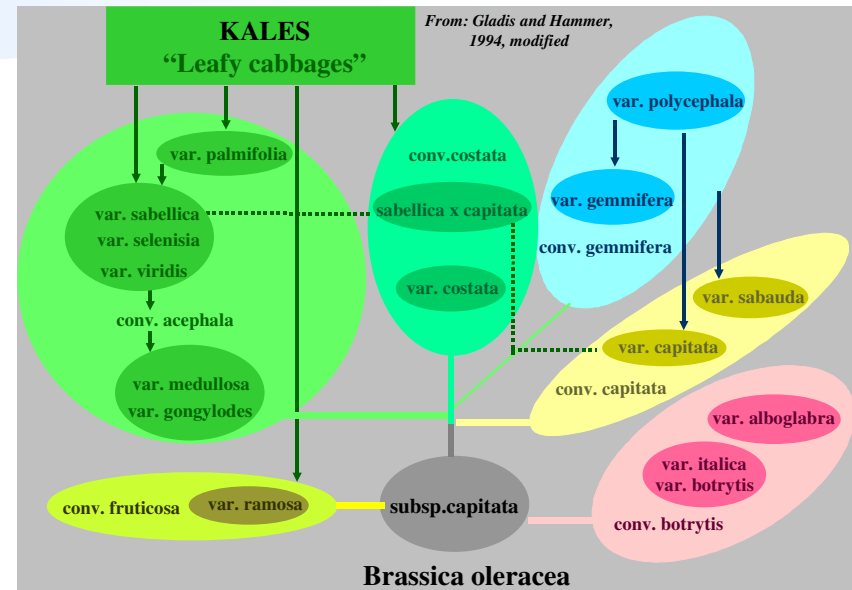 KALES
“Leafy cabbages”
From: Gladis and Hammer,
1994, modified
var. palmifolia
var. sabellica
var. selenisia
var. viridis
conv. acephala
var. medullosa
var. gongylodes
conv.costata
sabellica x capitata
var. costata
var. polycephala
var. gemmifera
conv. gemmifera
var. sabauda
var. capitata
conv. capitata
var. alboglabra
var. italica
var. botrytis
conv. botrytis
conv. fruticosa
var. ramosa
subsp.capitata
Brassica oleracea